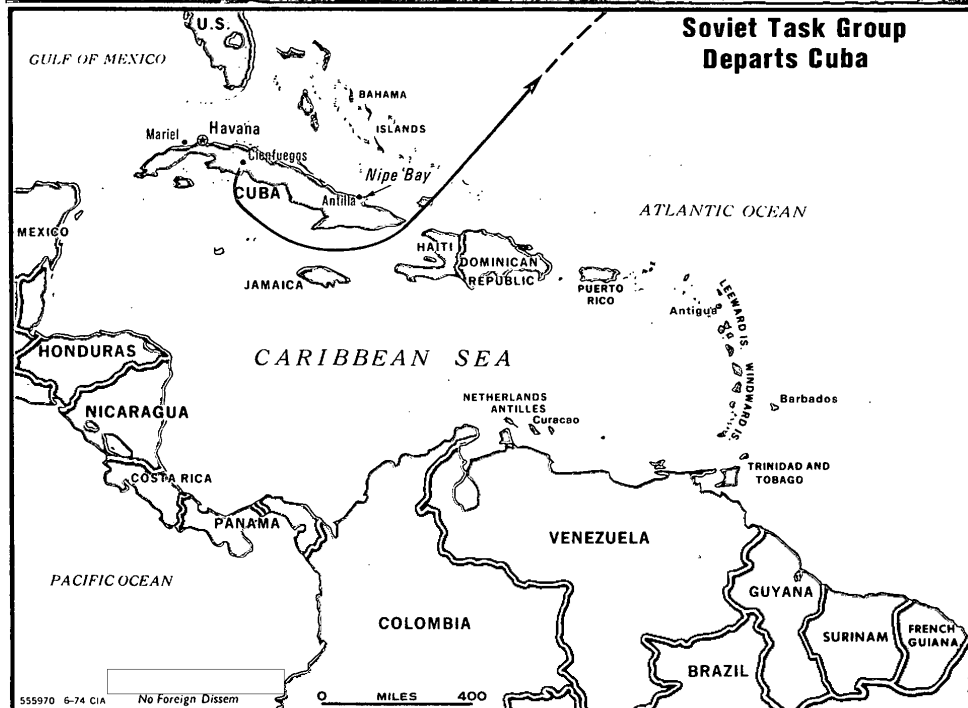 Soviet Task Group
Departs Cuba
U.S.
GULF OF MEXICO
BAHAMA
ISLANDS
Mariel
Havana
Cienfuegos
Nipe Bay
CUBA
Antilla
ATLANTIC OCEAN
MEXICO
HAITI
DOMINICAN
REPUBLIC
JAMAICA
PUERTO
RICO
Antigua
LEEWARD IS.
WINDWARD IS.
HONDURAS
CARIBBEAN SEA
NETHERLANDS
ANTILLES
Curacao
Barbados
NICARAGUA
COSTA RICA
TRINIDAD AND
TOBAGO
PANAMA
VENEZUELA
PACIFIC OCEAN
GUYANA
COLOMBIA
SURINAM
FRENCH
GUIANA
BRAZIL
555970 6-74 CIA
No Foreign Dissem
0 MILES 400